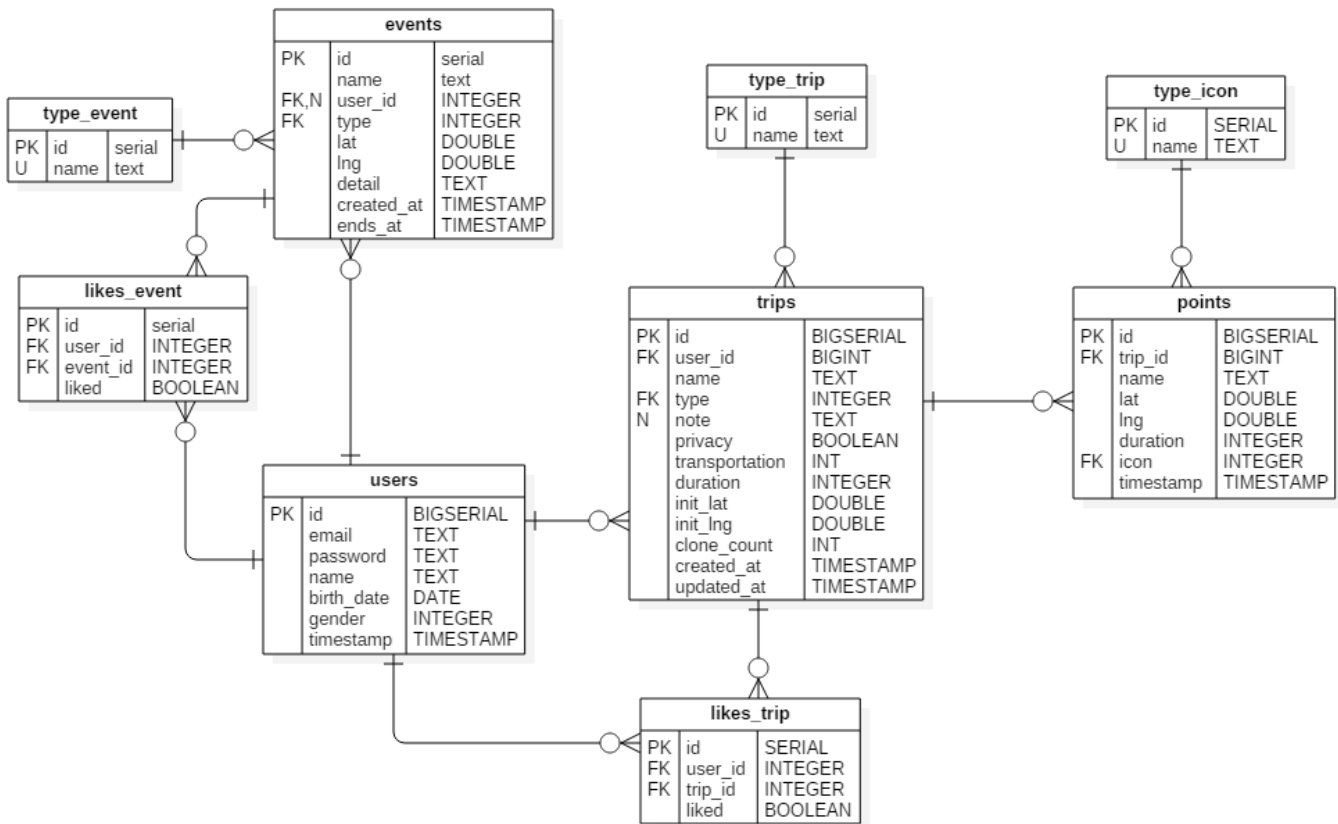 events
PK id serial
name text
FK,N user_id INTEGER
FK type INTEGER
lat DOUBLE
lng DOUBLE
detail TEXT
created_at TIMESTAMP
ends_at TIMESTAMP
type_event
PK id serial
U name text
type_trip
PK id serial
U name text
type_icon
PK id SERIAL
U name TEXT
likes_event
PK id serial
FK user_id INTEGER
FK event_id INTEGER
liked BOOLEAN
trips
PK id BIGSERIAL
FK user_id BIGINT
name TEXT
FK type INTEGER
N note TEXT
privacy BOOLEAN
transportation INT
duration INTEGER
init_lat DOUBLE
init_lng DOUBLE
clone_count INT
created_at TIMESTAMP
updated_at TIMESTAMP
points
PK id BIGSERIAL
FK trip_id BIGINT
name TEXT
lat DOUBLE
lng DOUBLE
duration INTEGER
FK icon INTEGER
timestamp TIMESTAMP
users
PK id BIGSERIAL
email TEXT
password TEXT
name TEXT
birth_date DATE
gender INTEGER
timestamp TIMESTAMP
likes_trip
PK id SERIAL
FK user_id INTEGER
FK trip_id INTEGER
liked BOOLEAN